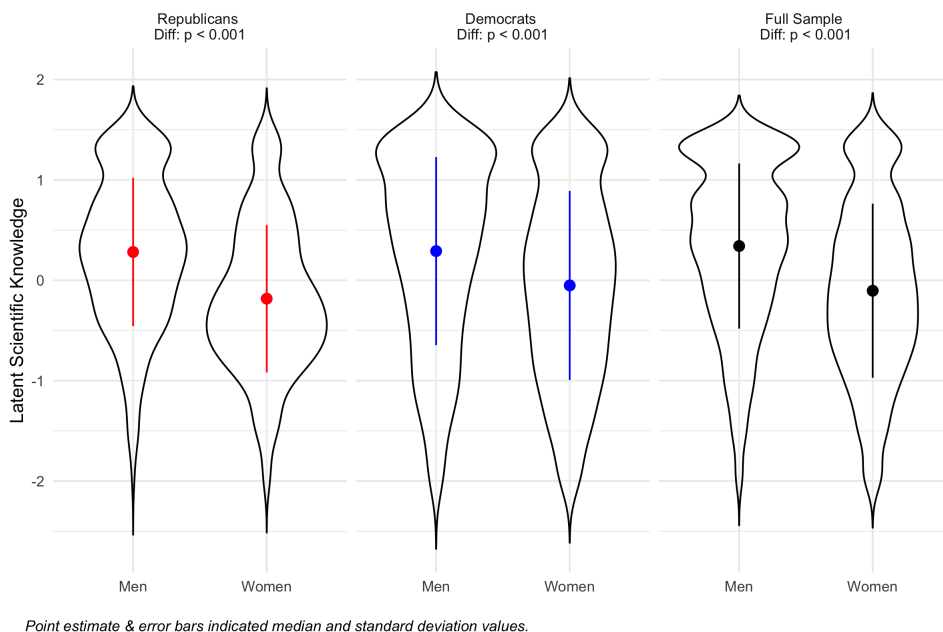 Republicans
Diff: p < 0.001
Democrats
Diff: p < 0.001
Full Sample
Diff: p < 0.001
Latent Scientific Knowledge
2
1
0
-1
-2
Men
Women
Men
Women
Men
Women
Point estimate & error bars indicated median and standard deviation values.